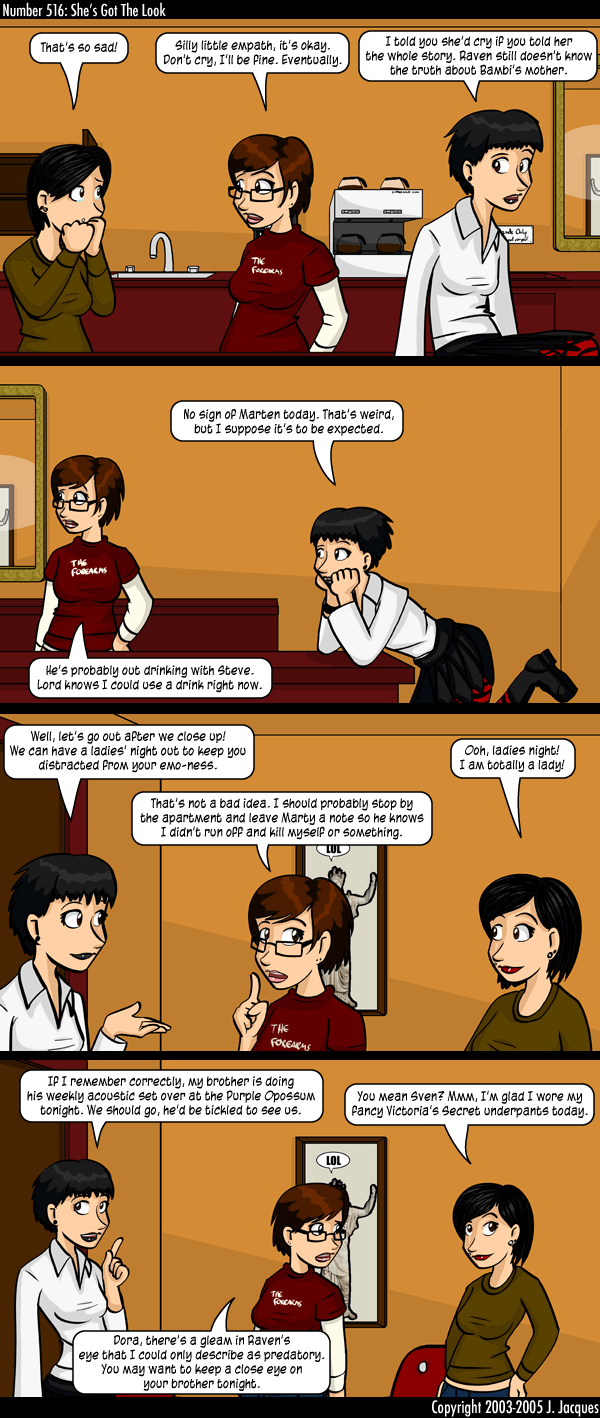 Number 516: She's Got The Look
That's so sad!
Silly little empath, it's okay.
Don't cry, I'll be fine. Eventually.
I told you she'd cry if you told her
the whole story. Raven still doesn't know
the truth about Bambi's mother.
THE
FOREARMS
Only
No sign of Marten today. That's weird,
but I suppose it's to be expected.
THE
FOREARMS
He's probably out drinking with Steve.
Lord knows I could use a drink right now.
Well, let's go out after we close up!
We can have a ladies' night out to keep you
distracted from your emo-ness.
Ooh, ladies night!
I am totally a lady!
That's not a bad idea. I should probably stop by
the apartment and leave Marty a note so he knows
I didn't run off and kill myself or something.
LOL
THE
FOREARMS
If I remember correctly, my brother is doing
his weekly acoustic set over at the Purple Opossum
tonight. We should go, he'd be tickled to see us.
You mean Sven? Mmm, I'm glad I wore my
fancy Victoria's Secret underpants today.
LOL
THE
FOREARMS
Dora, there's a gleam in Raven's
eye that I could only describe as predatory.
You may want to keep a close eye on
your brother tonight.
Copyright 2003-2005 J. Jacques